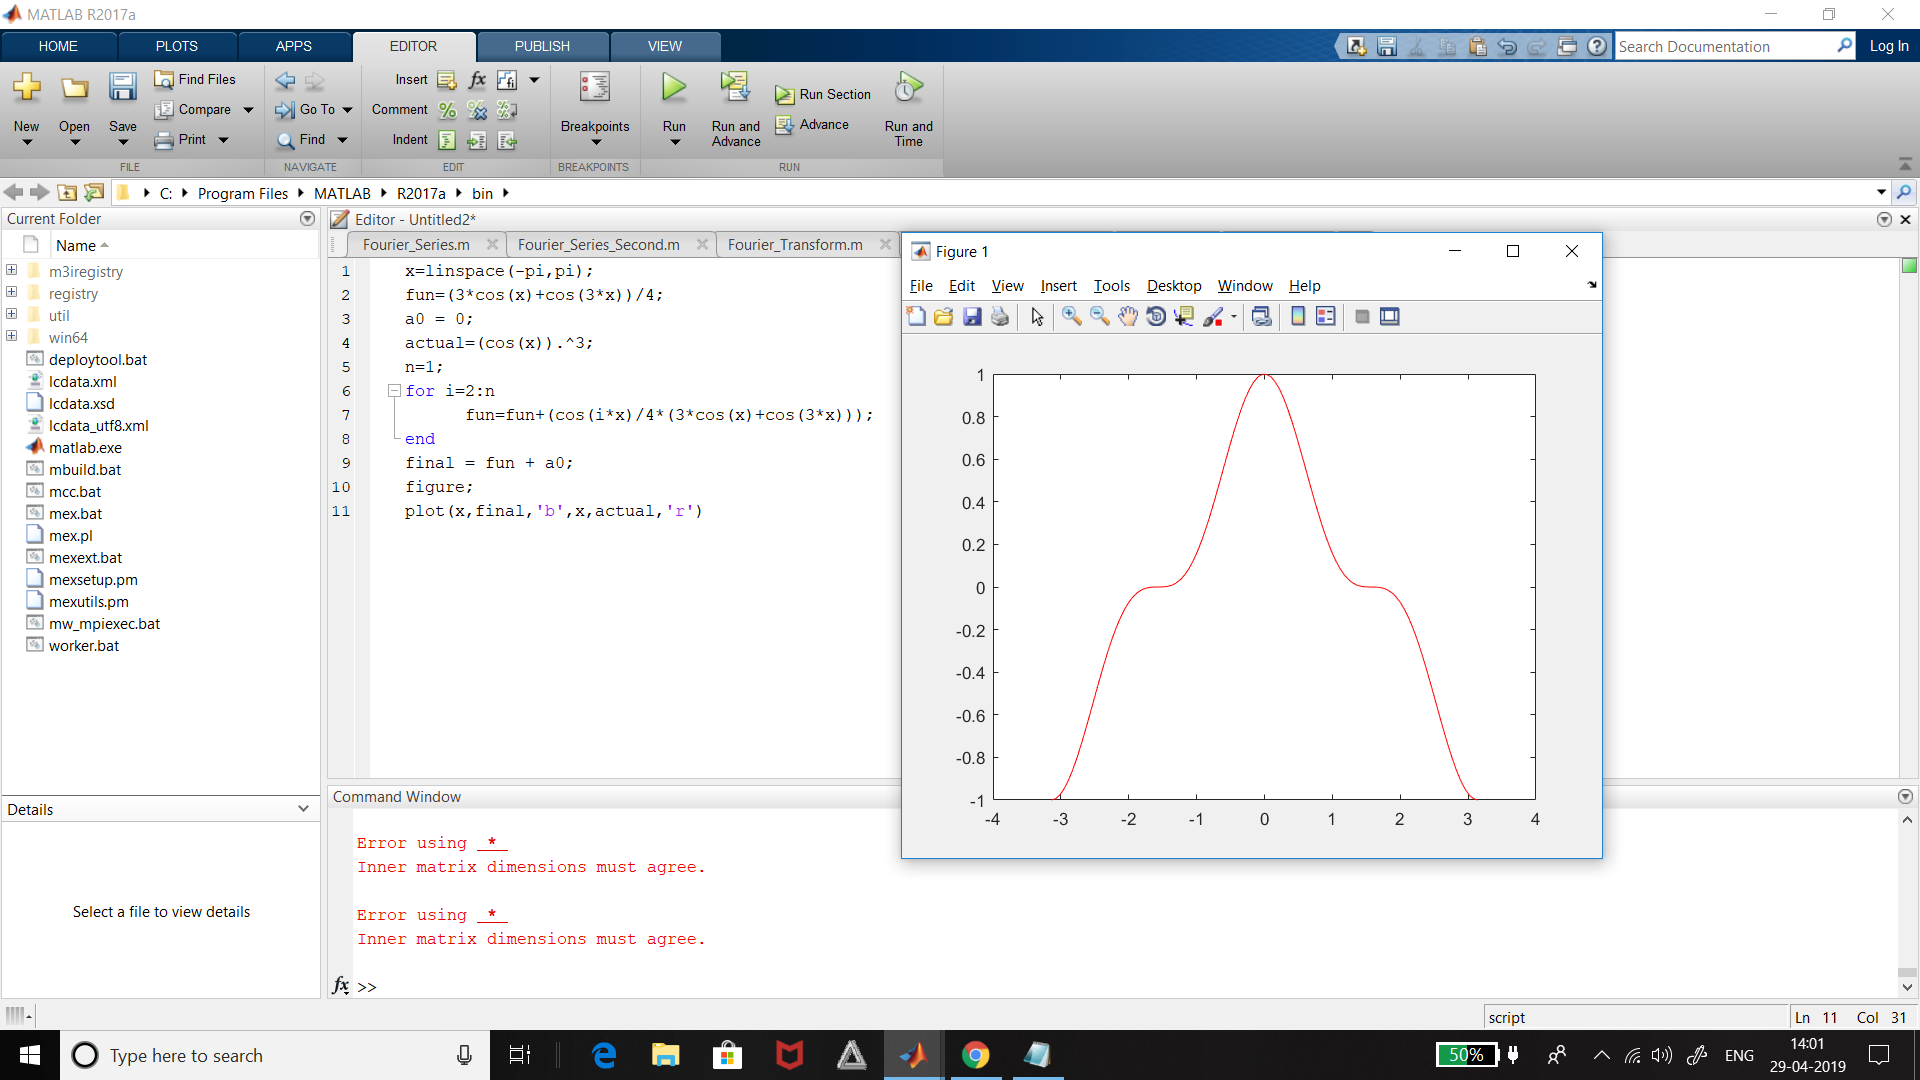 MATLAB R2017a
HOME PLOTS APPS EDITOR PUBLISH VIEW
Search Documentation Log In
New Open Save Find Files Compare Print
Go To Find
Insert Comment Indent
Breakpoints
Run Run and Advance Run Section Advance Run and Time
FILE NAVIGATE EDIT BREAKPOINTS RUN
C: Program Files MATLAB R2017a bin
Current Folder
Name
m3iregistry
registry
util
win64
deploytool.bat
lcdata.xml
lcdata.xsd
lcdata_utf8.xml
matlab.exe
mbuild.bat
mcc.bat
mex.bat
mex.pl
mexext.bat
mexsetup.pm
mexutils.pm
mw_mpiexec.bat
worker.bat
Details
Select a file to view details
Editor - Untitled2*
Fourier_Series.m Fourier_Series_Second.m Fourier_Transform.m
1 x=linspace(-pi,pi);
2 fun=(3*cos(x)+cos(3*x))/4;
3 a0 = 0;
4 actual=(cos(x)).^3;
5 n=1;
6 for i=2:n
7 fun=fun+(cos(i*x)/4*(3*cos(x)+cos(3*x)));
8 end
9 final = fun + a0;
10 figure;
11 plot(x,final,'b',x,actual,'r')
Figure 1
File Edit View Insert Tools Desktop Window Help
1
0.8
0.6
0.4
0.2
0
-0.2
-0.4
-0.6
-0.8
-1
-4 -3 -2 -1 0 1 2 3 4
Command Window
Error using *
Inner matrix dimensions must agree.
Error using *
Inner matrix dimensions must agree.
fx >>
script Ln 11 Col 31
Type here to search
50% ENG 14:01
29-04-2019